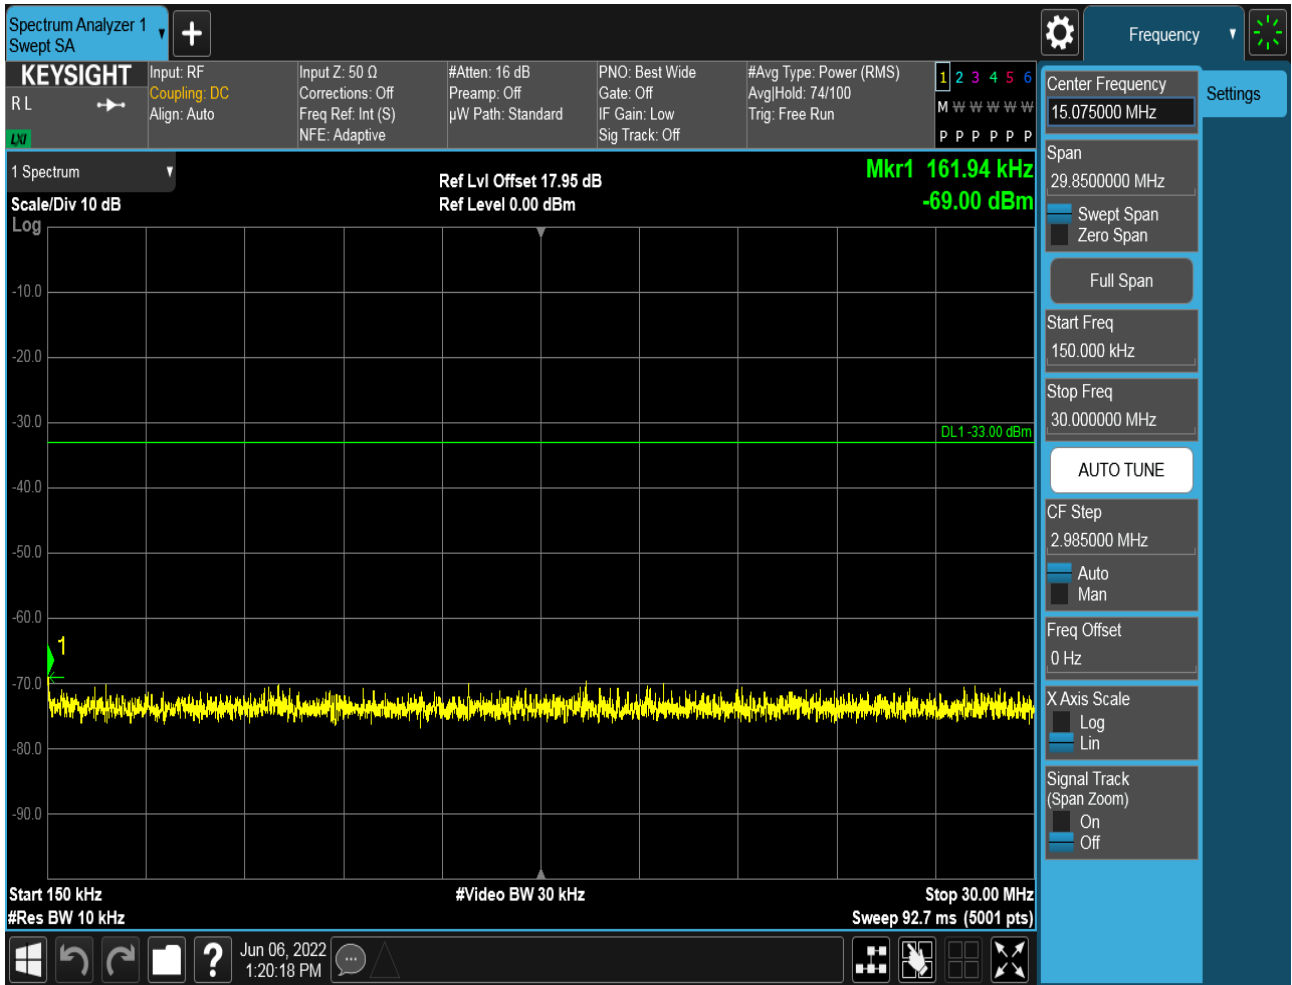 Spectrum Analyzer 1
Swept SA
+
Frequency
KEYSIGHT
R L
LXI
Input: RF
Coupling: DC
Align: Auto
Input Z: 50 Ω
Corrections: Off
Freq Ref: Int (S)
NFE: Adaptive
#Atten: 16 dB
Preamp: Off
µW Path: Standard
PNO: Best Wide
Gate: Off
IF Gain: Low
Sig Track: Off
#Avg Type: Power (RMS)
Avg|Hold: 74/100
Trig: Free Run
1 2 3 4 5 6
M W W W W W
P P P P P P
1 Spectrum
Scale/Div 10 dB
Log
Ref Lvl Offset 17.95 dB
Ref Level 0.00 dBm
Mkr1 161.94 kHz
-69.00 dBm
-10.0
-20.0
-30.0
DL1 -33.00 dBm
-40.0
-50.0
-60.0
1
-70.0
-80.0
-90.0
Start 150 kHz
#Res BW 10 kHz
#Video BW 30 kHz
Stop 30.00 MHz
Sweep 92.7 ms (5001 pts)
Center Frequency
15.075000 MHz
Settings
Span
29.8500000 MHz
Swept Span
Zero Span
Full Span
Start Freq
150.000 kHz
Stop Freq
30.000000 MHz
AUTO TUNE
CF Step
2.985000 MHz
Auto
Man
Freq Offset
0 Hz
X Axis Scale
Log
Lin
Signal Track
(Span Zoom)
On
Off
?
Jun 06, 2022
1:20:18 PM